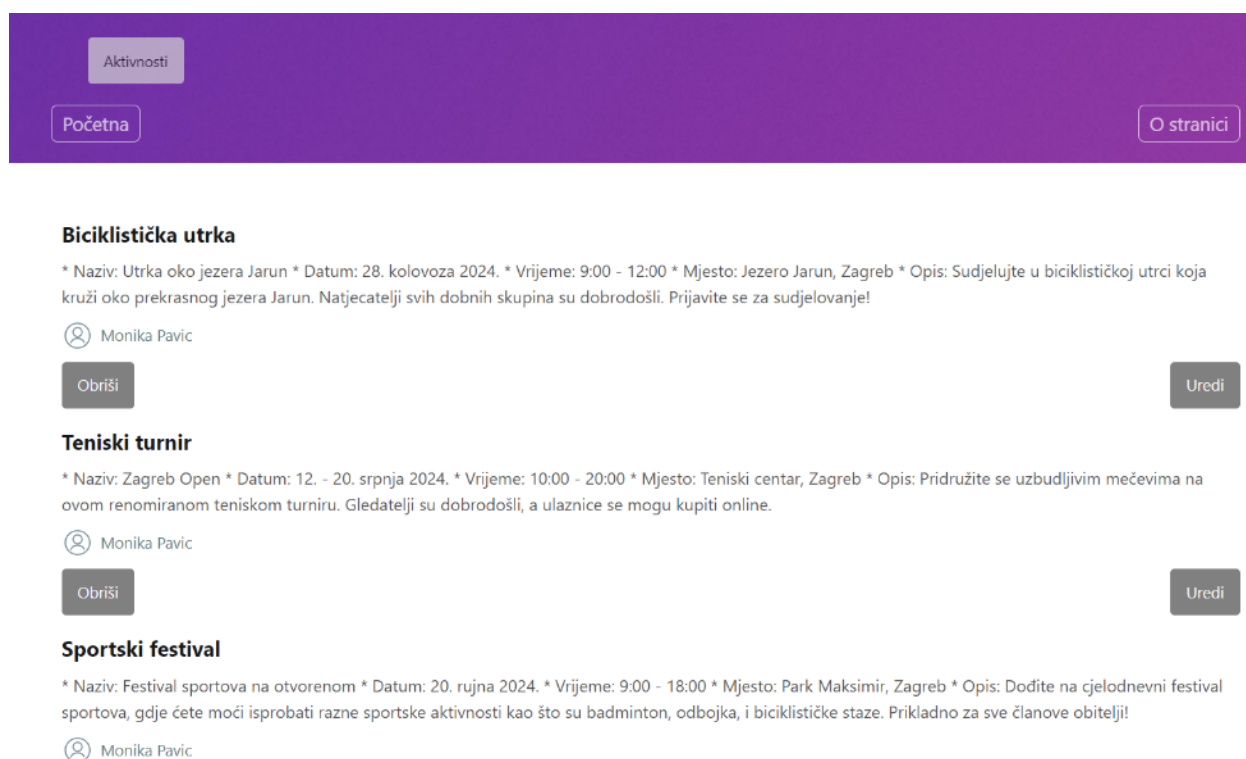 Aktivnosti
Početna
O stranici
Biciklistička utrka
* Naziv: Utrka oko jezera Jarun * Datum: 28. kolovoza 2024. * Vrijeme: 9:00 - 12:00 * Mjesto: Jezero Jarun, Zagreb * Opis: Sudjelujte u biciklističkoj utrci koja
kruži oko prekrasnog jezera Jarun. Natjecatelji svih dobnih skupina su dobrodošli. Prijavite se za sudjelovanje!
Monika Pavic
Obriši
Uredi
Teniski turnir
* Naziv: Zagreb Open * Datum: 12. - 20. srpnja 2024. * Vrijeme: 10:00 - 20:00 * Mjesto: Teniski centar, Zagreb * Opis: Pridružite se uzbudljivim mečevima na
ovom renomiranom teniskom turniru. Gledatelji su dobrodošli, a ulaznice se mogu kupiti online.
Monika Pavic
Obriši
Uredi
Sportski festival
* Naziv: Festival sportova na otvorenom * Datum: 20. rujna 2024. * Vrijeme: 9:00 - 18:00 * Mjesto: Park Maksimir, Zagreb * Opis: Dođite na cjelodnevni festival
sportova, gdje ćete moći isprobati razne sportske aktivnosti kao što su badminton, odbojka, i biciklističke staze. Prikladno za sve članove obitelji!
Monika Pavic